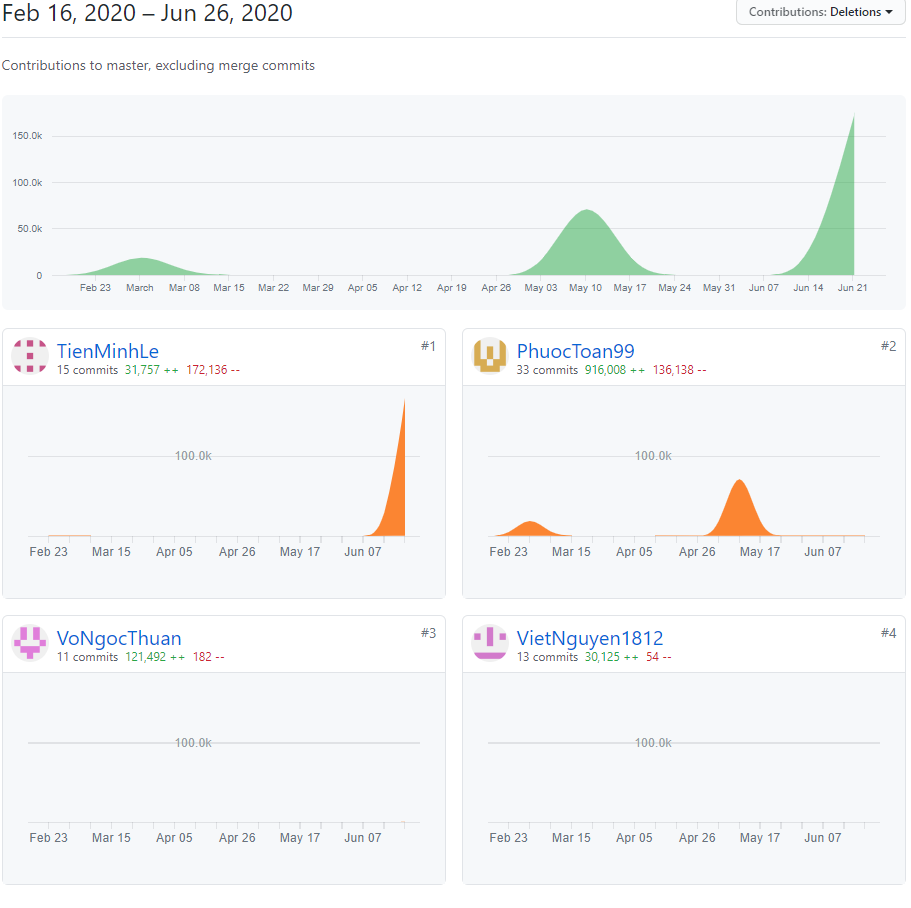 Feb 16, 2020 – Jun 26, 2020
Contributions: Deletions
Contributions to master, excluding merge commits
150.0k
100.0k
50.0k
0
Feb 23 March Mar 08 Mar 15 Mar 22 Mar 29 Apr 05 Apr 12 Apr 19 Apr 26 May 03 May 10 May 17 May 24 May 31 Jun 07 Jun 14 Jun 21
TienMinhLe #1
15 commits 31,757 ++ 172,136 --
100.0k
Feb 23 Mar 15 Apr 05 Apr 26 May 17 Jun 07
PhuocToan99 #2
33 commits 916,008 ++ 136,138 --
100.0k
Feb 23 Mar 15 Apr 05 Apr 26 May 17 Jun 07
VoNgocThuan #3
11 commits 121,492 ++ 182 --
100.0k
Feb 23 Mar 15 Apr 05 Apr 26 May 17 Jun 07
VietNguyen1812 #4
13 commits 30,125 ++ 54 --
100.0k
Feb 23 Mar 15 Apr 05 Apr 26 May 17 Jun 07